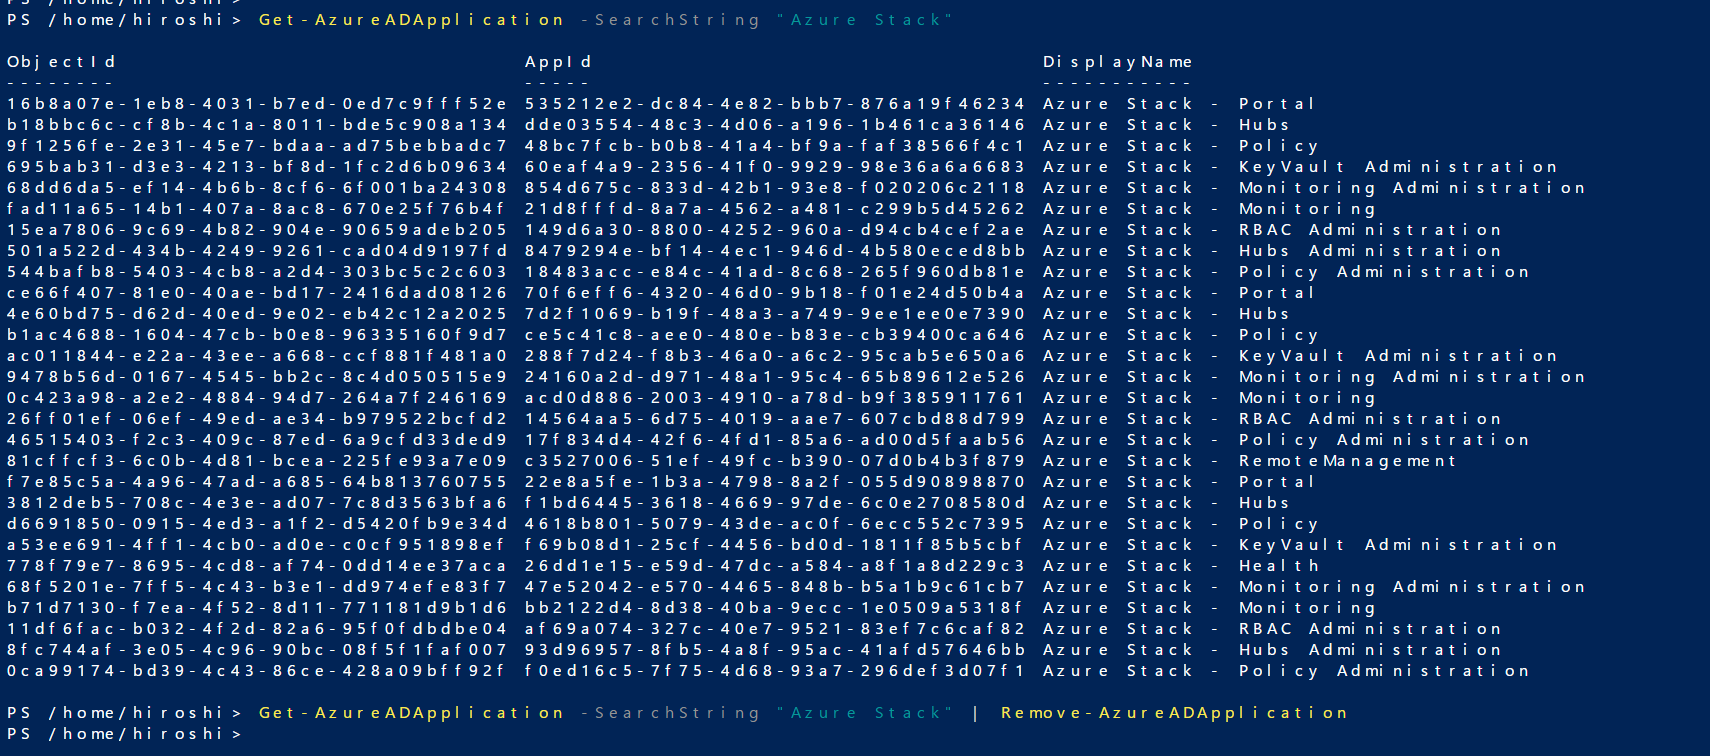 PS /home/hiroshi>
PS /home/hiroshi> Get-AzureADApplication -SearchString "Azure Stack"
ObjectId AppId DisplayName
-------- ----- -----------
16b8a07e-1eb8-4031-b7ed-0ed7c9fff52e 535212e2-dc84-4e82-bbb7-876a19f46234 Azure Stack - Portal
b18bbc6c-cf8b-4c1a-8011-bde5c908a134 dde03554-48c3-4d06-a196-1b461ca36146 Azure Stack - Hubs
9f1256fe-2e31-45e7-bdaa-ad75bebbadc7 48bc7fcb-b0b8-41a4-bf9a-faf38566f4c1 Azure Stack - Policy
695bab31-d3e3-4213-bf8d-1fc2d6b09634 60eaf4a9-2356-41f0-9929-98e36a6a6683 Azure Stack - KeyVault Administration
68dd6da5-ef14-4b6b-8cf6-6f001ba24308 854d675c-833d-42b1-93e8-f020206c2118 Azure Stack - Monitoring Administration
fad11a65-14b1-407a-8ac8-670e25f76b4f 21d8fffd-8a7a-4562-a481-c299b5d45262 Azure Stack - Monitoring
15ea7806-9c69-4b82-904e-90659adeb205 149d6a30-8800-4252-960a-d94cb4cef2ae Azure Stack - RBAC Administration
501a522d-434b-4249-9261-cad04d9197fd 8479294e-bf14-4ec1-946d-4b580eced8bb Azure Stack - Hubs Administration
544bafb8-5403-4cb8-a2d4-303bc5c2c603 18483acc-e84c-41ad-8c68-265f960db81e Azure Stack - Policy Administration
ce66f407-81e0-40ae-bd17-2416dad08126 70f6eff6-4320-46d0-9b18-f01e24d50b4a Azure Stack - Portal
4e60bd75-d62d-40ed-9e02-eb42c12a2025 7d2f1069-b19f-48a3-a749-9ee1ee0e7390 Azure Stack - Hubs
b1ac4688-1604-47cb-b0e8-96335160f9d7 ce5c41c8-aee0-480e-b83e-cb39400ca646 Azure Stack - Policy
ac011844-e22a-43ee-a668-ccf881f481a0 288f7d24-f8b3-46a0-a6c2-95cab5e650a6 Azure Stack - KeyVault Administration
9478b56d-0167-4545-bb2c-8c4d050515e9 24160a2d-d971-48a1-95c4-65b89612e526 Azure Stack - Monitoring Administration
0c423a98-a2e2-4884-94d7-264a7f246169 acd0d886-2003-4910-a78d-b9f385911761 Azure Stack - Monitoring
26ff01ef-06ef-49ed-ae34-b979522bcfd2 14564aa5-6d75-4019-aae7-607cbd88d799 Azure Stack - RBAC Administration
46515403-f2c3-409c-87ed-6a9cfd33ded9 17f834d4-42f6-4fd1-85a6-ad00d5faab56 Azure Stack - Policy Administration
81cffcf3-6c0b-4d81-bcea-225fe93a7e09 c3527006-51ef-49fc-b390-07d0b4b3f879 Azure Stack - RemoteManagement
f7e85c5a-4a96-47ad-a685-64b813760755 22e8a5fe-1b3a-4798-8a2f-055d90898870 Azure Stack - Portal
3812deb5-708c-4e3e-ad07-7c8d3563bfa6 f1bd6445-3618-4669-97de-6c0e2708580d Azure Stack - Hubs
d6691850-0915-4ed3-a1f2-d5420fb9e34d 4618b801-5079-43de-ac0f-6ecc552c7395 Azure Stack - Policy
a53ee691-4ff1-4cb0-ad0e-c0cf951898ef f69b08d1-25cf-4456-bd0d-1811f85b5cbf Azure Stack - KeyVault Administration
778f79e7-8695-4cd8-af74-0dd14ee37aca 26dd1e15-e59d-47dc-a584-a8f1a8d229c3 Azure Stack - Health
68f5201e-7ff5-4c43-b3e1-dd974efe83f7 47e52042-e570-4465-848b-b5a1b9c61cb7 Azure Stack - Monitoring Administration
b71d7130-f7ea-4f52-8d11-771181d9b1d6 bb2122d4-8d38-40ba-9ecc-1e0509a5318f Azure Stack - Monitoring
11df6fac-b032-4f2d-82a6-95f0fdbdbe04 af69a074-327c-40e7-9521-83ef7c6caf82 Azure Stack - RBAC Administration
8fc744af-3e05-4c96-90bc-08f5f1faf007 93d96957-8fb5-4a8f-95ac-41afd57646bb Azure Stack - Hubs Administration
0ca99174-bd39-4c43-86ce-428a09bff92f f0ed16c5-7f75-4d68-93a7-296def3d07f1 Azure Stack - Policy Administration
PS /home/hiroshi> Get-AzureADApplication -SearchString "Azure Stack" | Remove-AzureADApplication
PS /home/hiroshi>